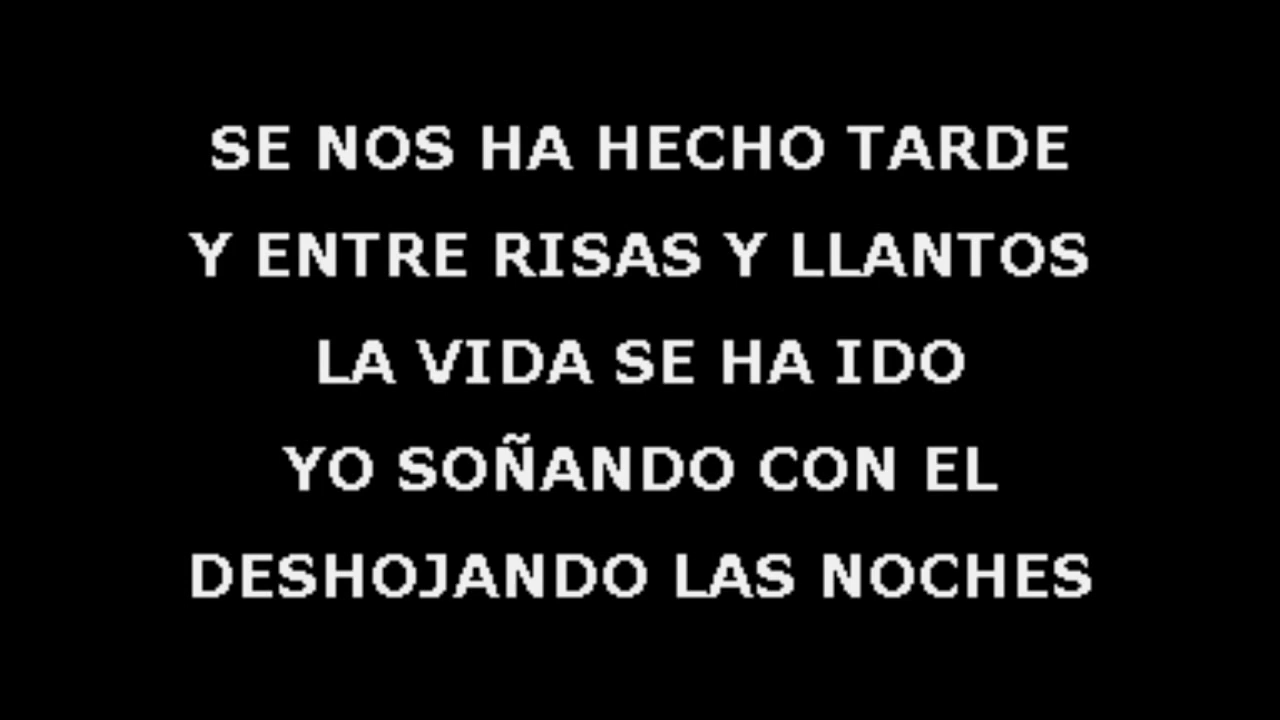 SE NOS HA HECHO TARDE
Y ENTRE RISAS Y LLANTOS
LA VIDA SE HA IDO
YO SOÑANDO CON EL
DESHOJANDO LAS NOCHES